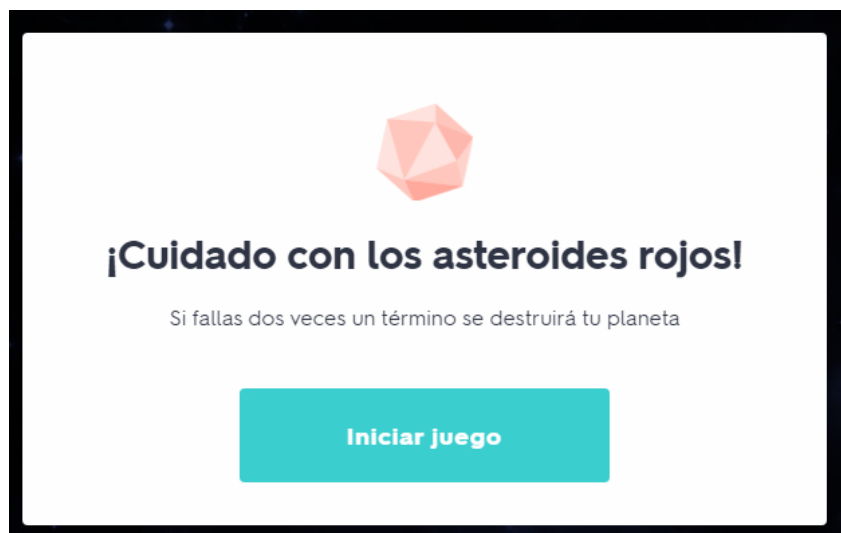 ¡Cuidado con los asteroides rojos!
Si fallas dos veces un término se destruirá tu planeta
Iniciar juego